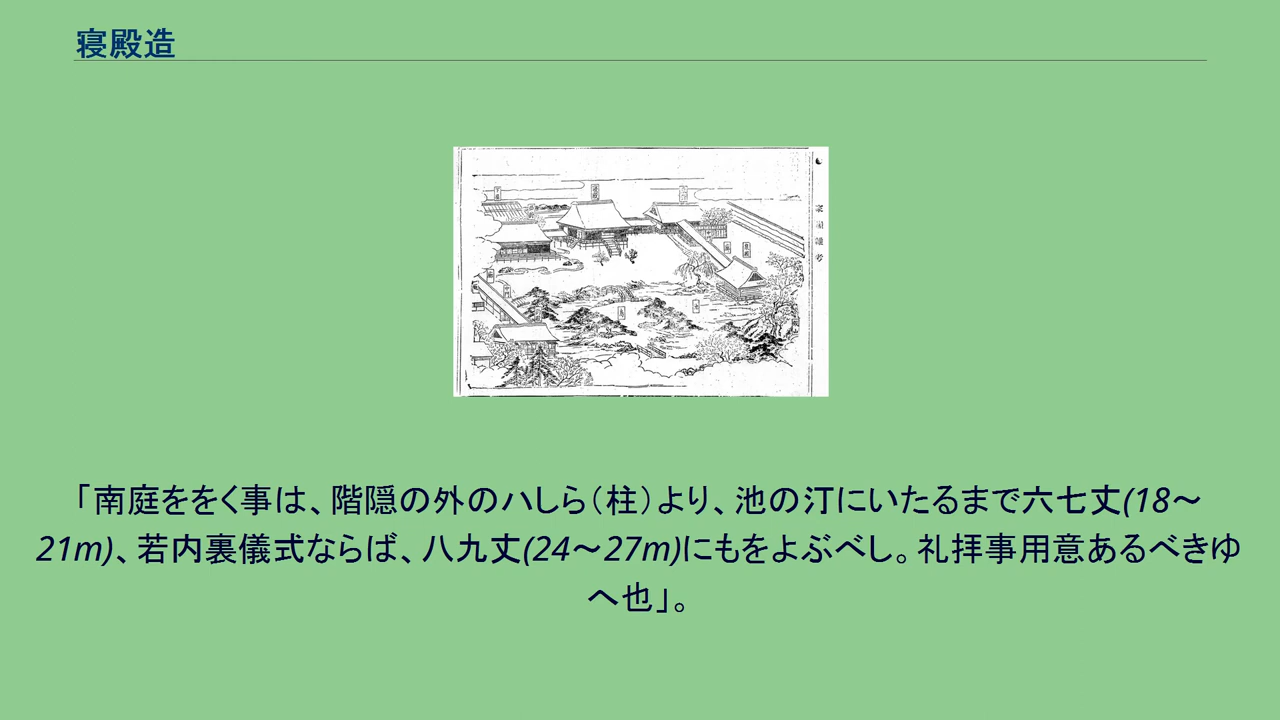 寝殿造
「南庭ををく事は、階隠の外のハしら（柱）より、池の汀にいたるまで六七丈(18～
21m)、若内裏儀式ならば、八九丈(24～27m)にもをよぶべし。礼拝事用意あるべきゆ
へ也」。